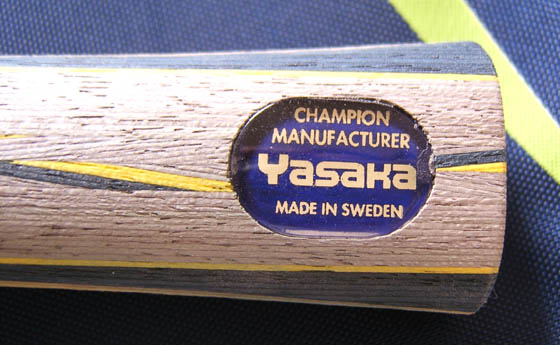 CHAMPION
MANUFACTURER
Yasaka
MADE IN SWEDEN